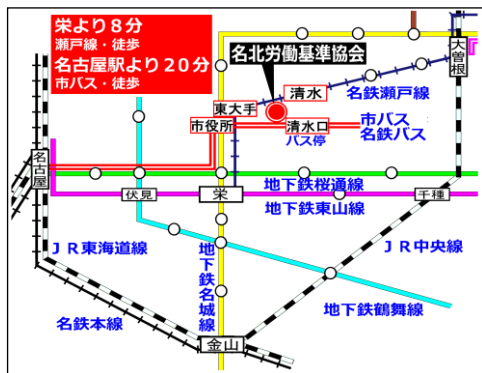 栄より８分
瀬戸線・徒歩
名古屋駅より２０分
市バス・徒歩
名北労働基準協会
大曽根
清水
名鉄瀬戸線
東大手
市役所
清水口
バス停
市バス
名鉄バス
名古屋
地下鉄桜通線
伏見
栄
千種
地下鉄東山線
ＪＲ東海道線
地下鉄名城線
ＪＲ中央線
名鉄本線
地下鉄鶴舞線
金山